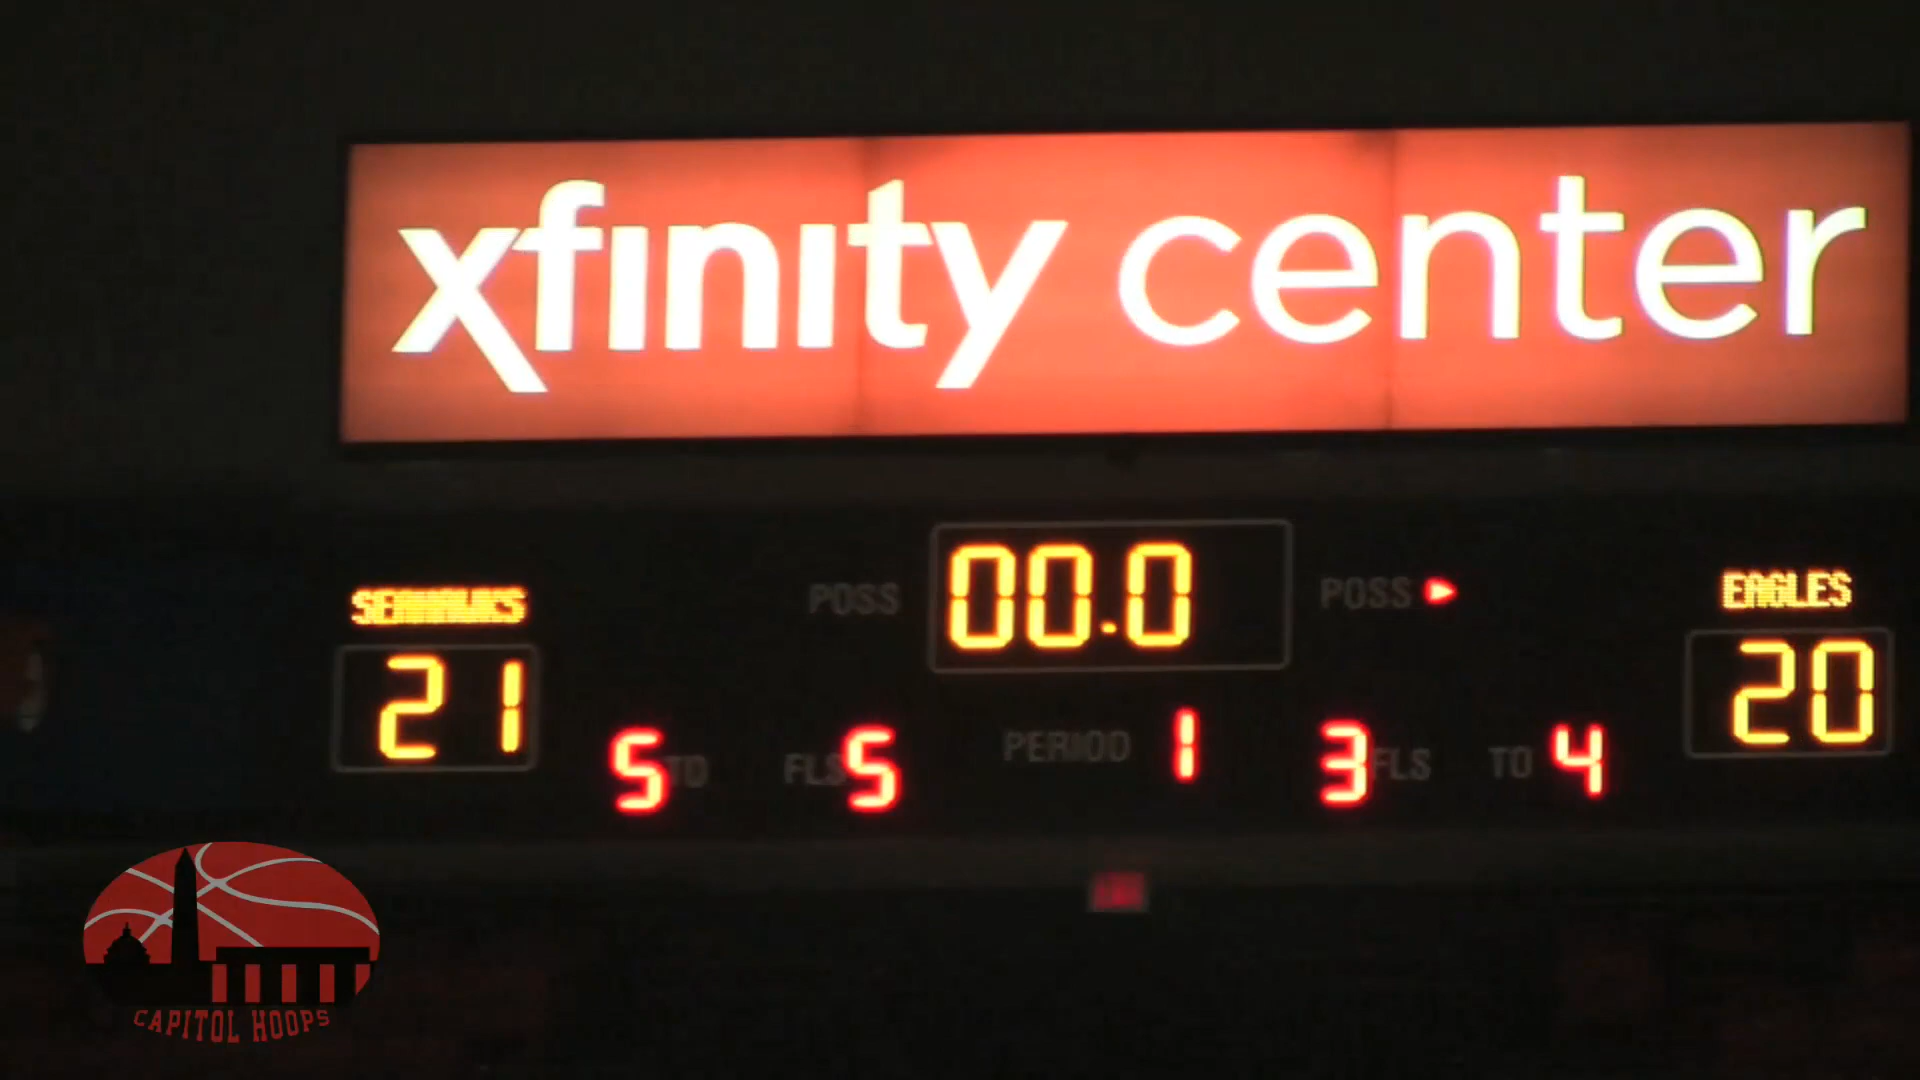 xfinity center
SEAHAWKS
POSS
00.0
POSS
EAGLES
21
20
5 TO
FLS 5
PERIOD 1
3 FLS
TO 4
CAPITOL HOOPS